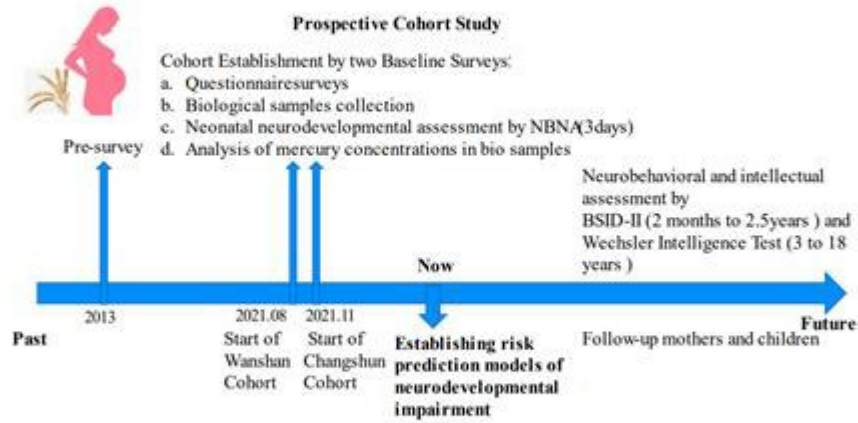 Prospective Cohort Study
Cohort Establishment by two Baseline Surveys:
a. Questionnairesurveys
b. Biological samples collection
c. Neonatal neurodevelopmental assessment by NBNA(3days)
d. Analysis of mercury concentrations in bio samples
Pre-survey
Neurobehavioral and intellectual
assessment by
BSID-II (2 months to 2.5years ) and
Wechsler Intelligence Test (3 to 18
years )
Now
2013
2021.08
2021.11
Past
Future
Start of
Wanshan
Cohort
Start of
Changshun
Cohort
Establishing risk
prediction models of
neurodevelopmental
impairment
Follow-up mothers and children